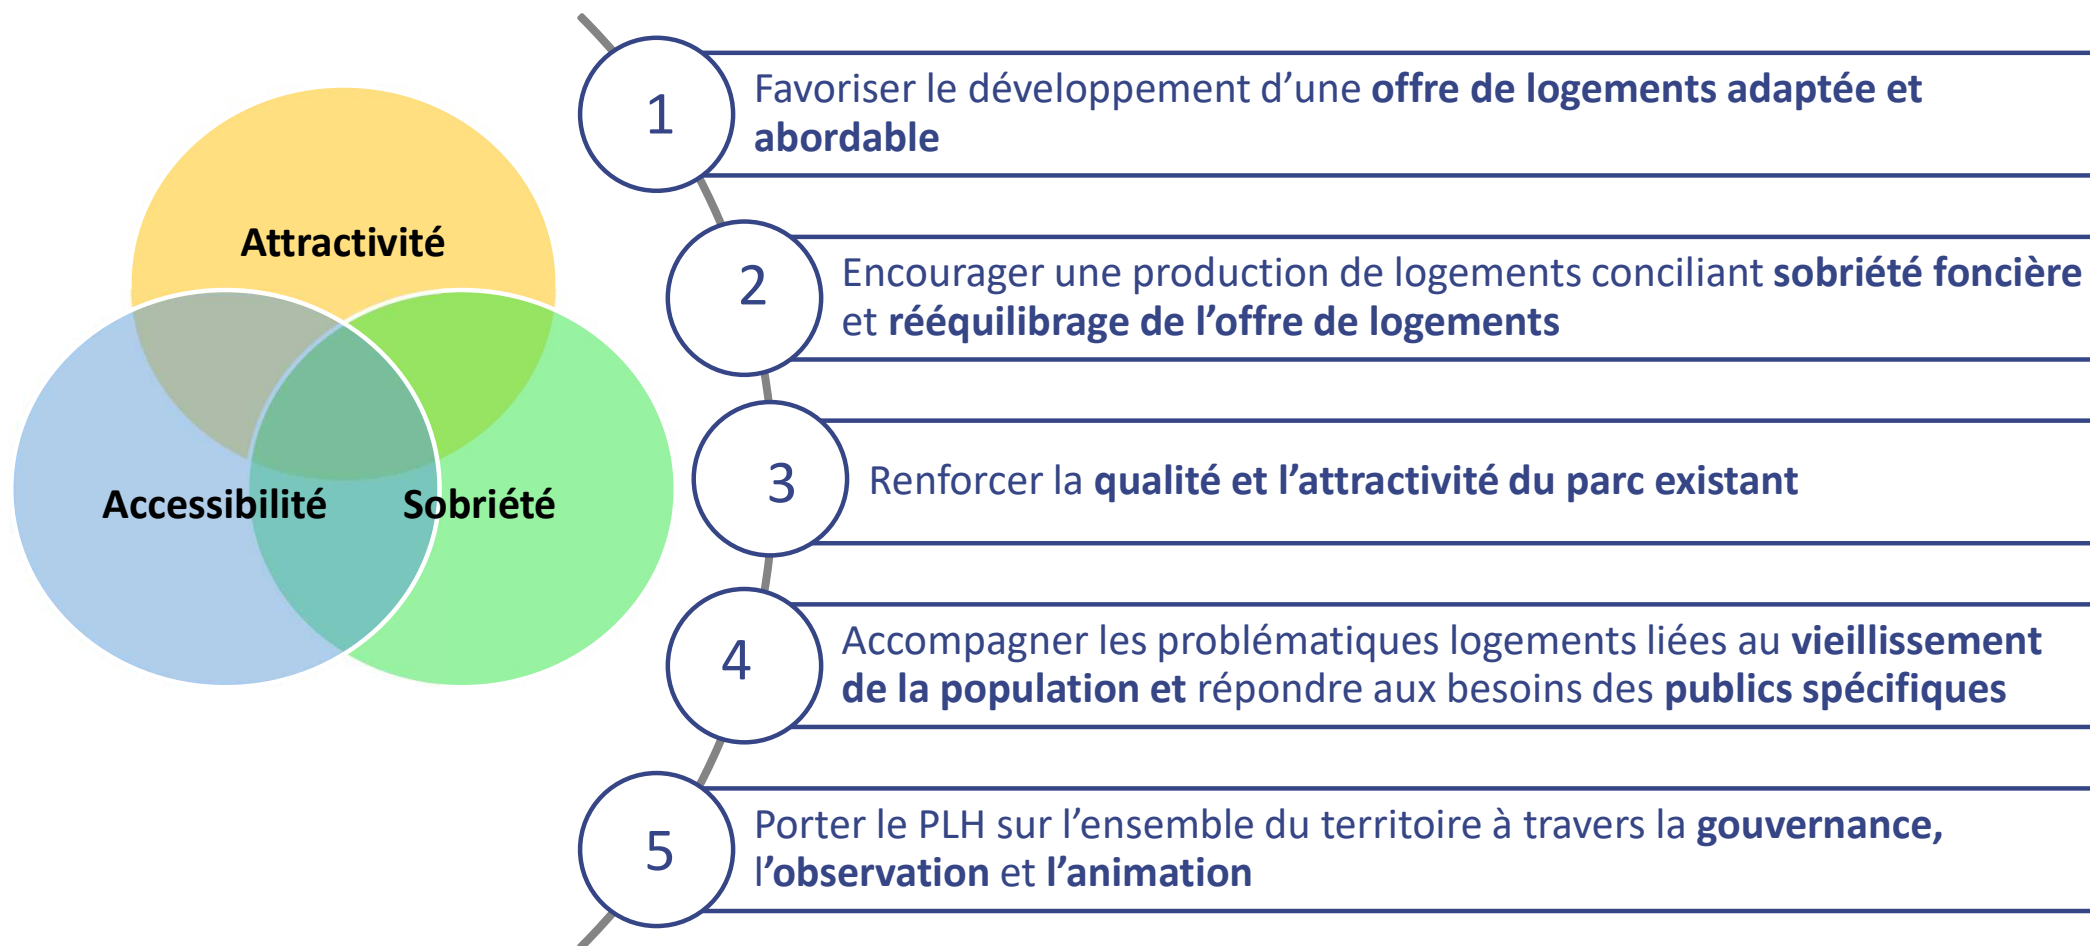 Attractivité
Accessibilité
Sobriété
1
Favoriser le développement d’une offre de logements adaptée et
abordable
2
Encourager une production de logements conciliant sobriété foncière
et rééquilibrage de l’offre de logements
3
Renforcer la qualité et l’attractivité du parc existant
4
Accompagner les problématiques logements liées au vieillissement
de la population et répondre aux besoins des publics spécifiques
5
Porter le PLH sur l’ensemble du territoire à travers la gouvernance,
l’observation et l’animation